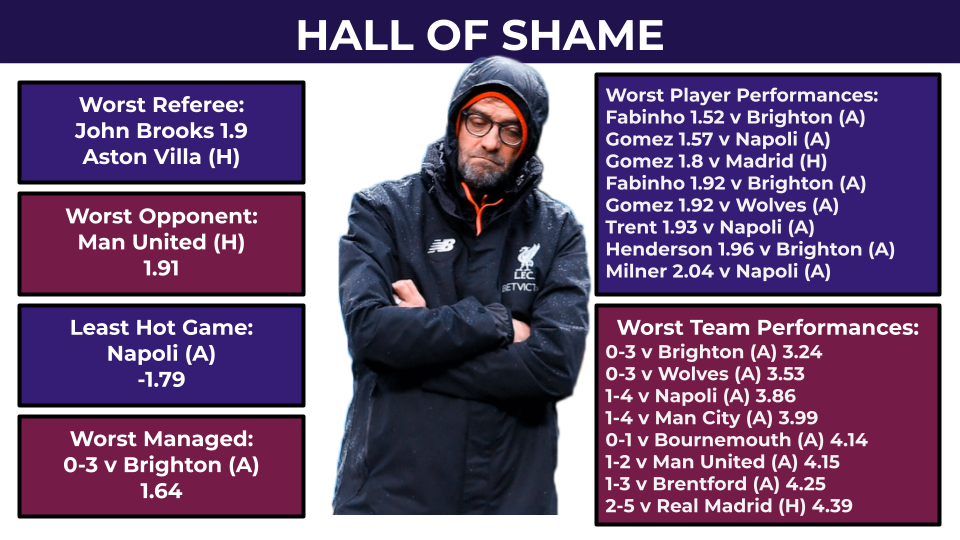 HALL OF SHAME
Worst Referee:
John Brooks 1.9
Aston Villa (H)
Worst Opponent:
Man United (H)
1.91
Least Hot Game:
Napoli (A)
-1.79
Worst Managed:
0-3 v Brighton (A)
1.64
NB
L.F.C.
BETVICT
Worst Player Performances:
Fabinho 1.52 v Brighton (A)
Gomez 1.57 v Napoli (A)
Gomez 1.8 v Madrid (H)
Fabinho 1.92 v Brighton (A)
Gomez 1.92 v Wolves (A)
Trent 1.93 v Napoli (A)
Henderson 1.96 v Brighton (A)
Milner 2.04 v Napoli (A)
Worst Team Performances:
0-3 v Brighton (A) 3.24
0-3 v Wolves (A) 3.53
1-4 v Napoli (A) 3.86
1-4 v Man City (A) 3.99
0-1 v Bournemouth (A) 4.14
1-2 v Man United (A) 4.15
1-3 v Brentford (A) 4.25
2-5 v Real Madrid (H) 4.39